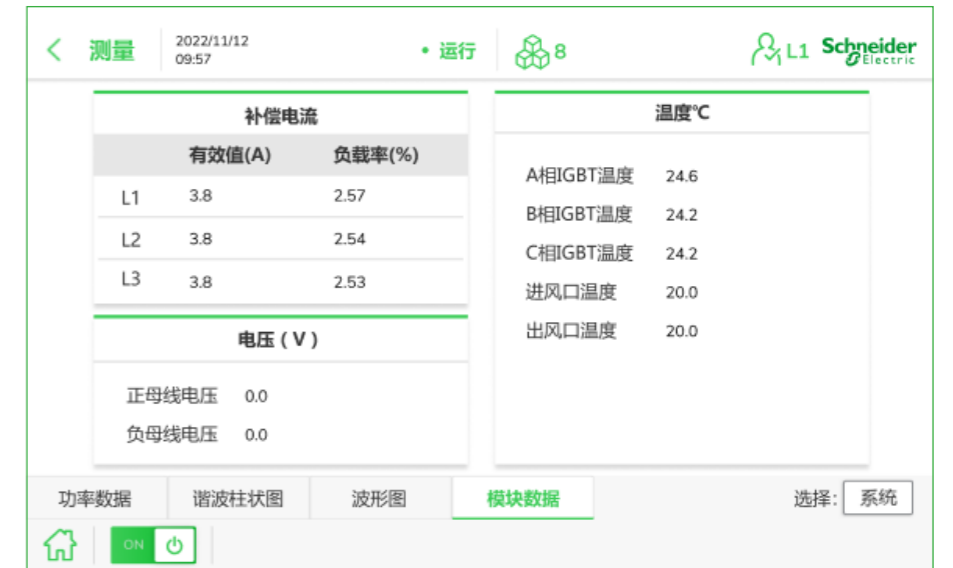 测量
2022/11/12
09:57
• 运行
8
L1
Schneider
Electric
补偿电流
有效值(A) 负载率(%)
L1 3.8 2.57
L2 3.8 2.54
L3 3.8 2.53
电压 ( V )
正母线电压 0.0
负母线电压 0.0
温度℃
A相IGBT温度 24.6
B相IGBT温度 24.2
C相IGBT温度 24.2
进风口温度 20.0
出风口温度 20.0
功率数据 谐波柱状图 波形图 模块数据 选择: 系统
ON